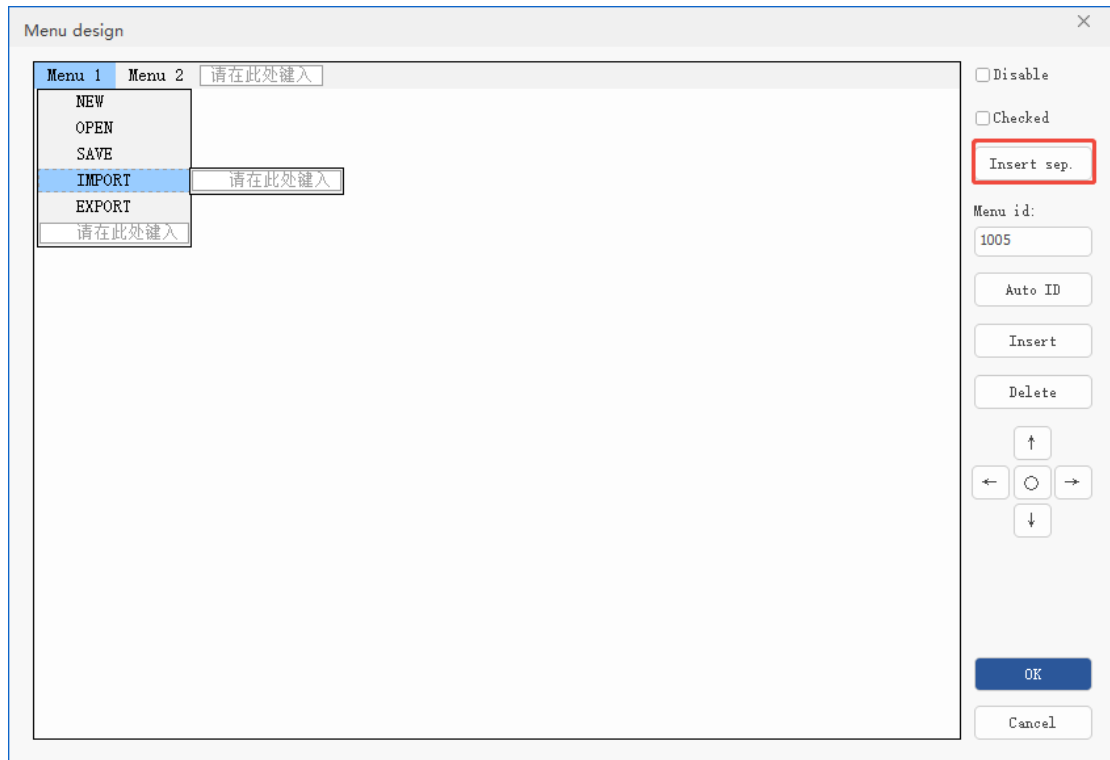 Menu design
Menu 1 Menu 2 请在此处键入
NEW
OPEN
SAVE
IMPORT 请在此处键入
EXPORT
请在此处键入
Disable
Checked
Insert sep.
Menu id:
1005
Auto ID
Insert
Delete
↑
← ○ →
↓
OK
Cancel